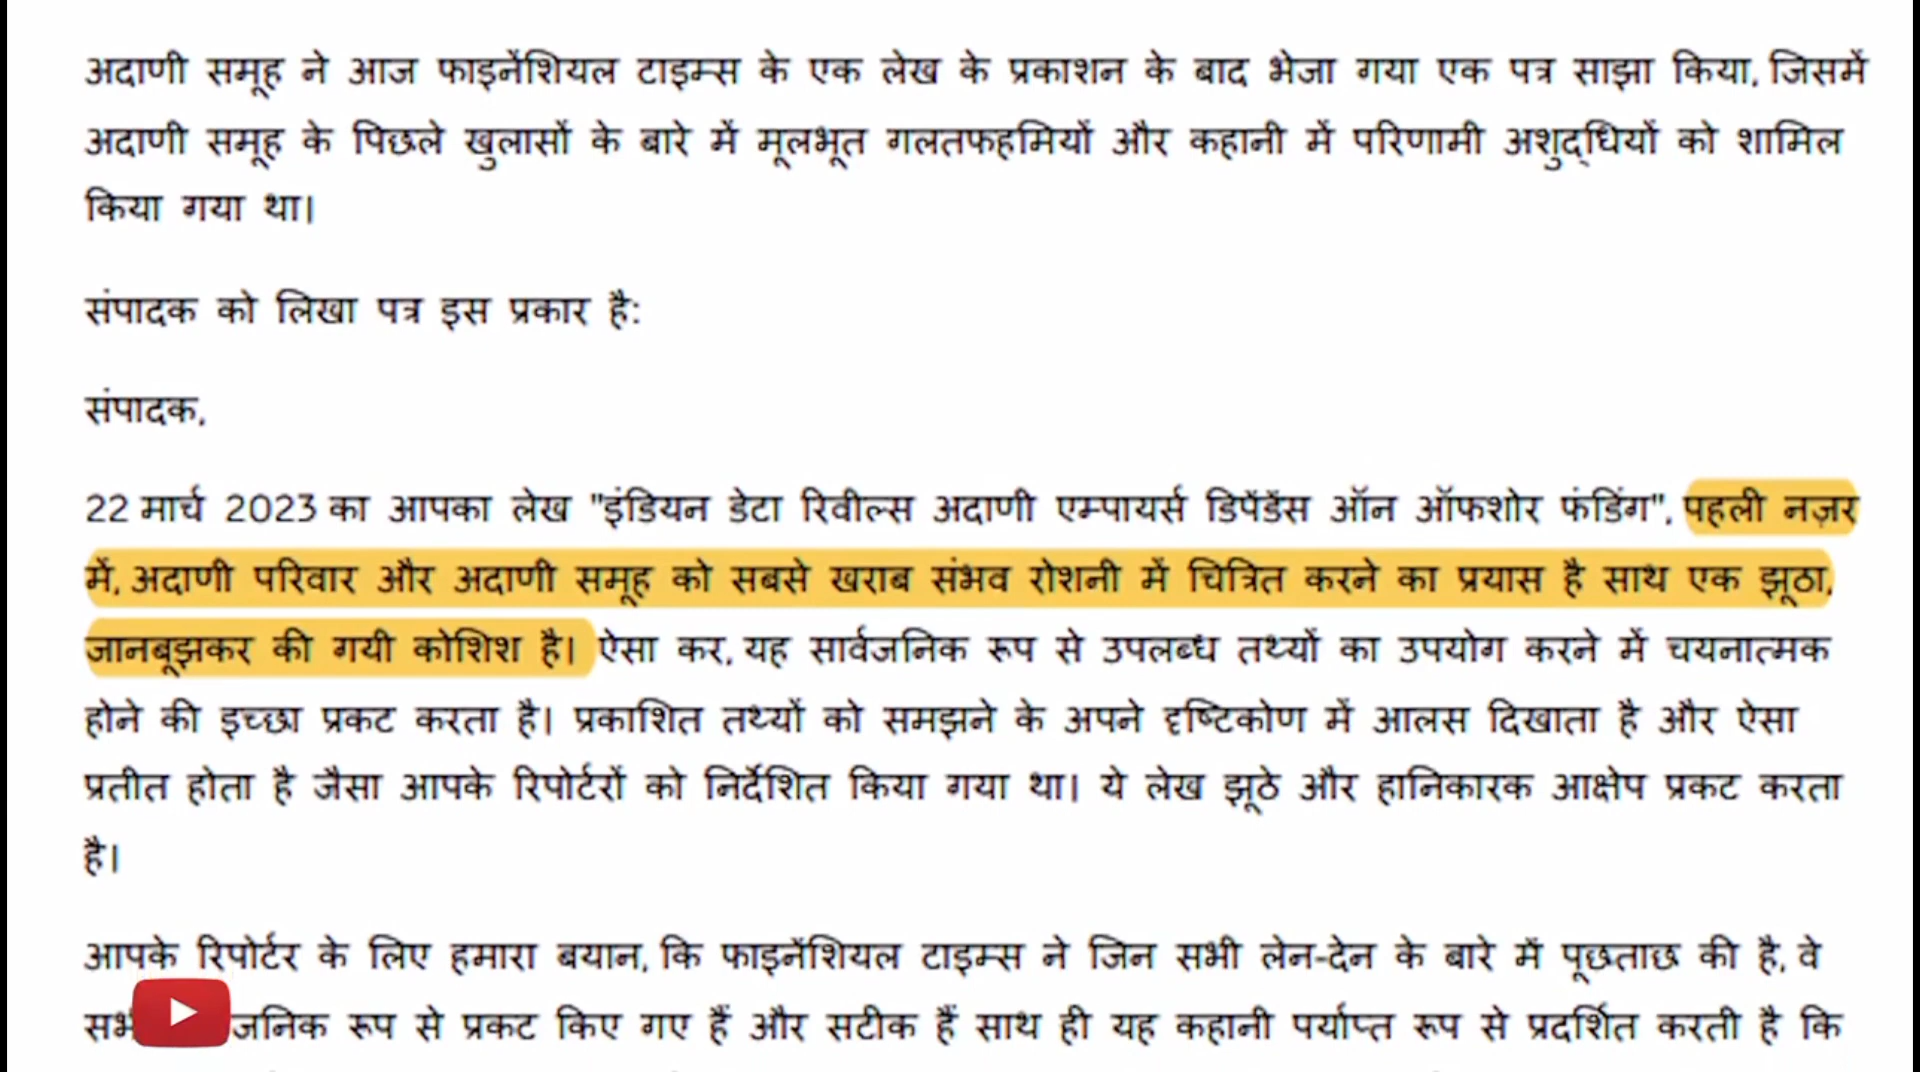 अदाणी समूह ने आज फाइनेंशियल टाइम्स के एक लेख के प्रकाशन के बाद भेजा गया एक पत्र साझा किया, जिसमें
अदाणी समूह के पिछले खुलासों के बारे में मूलभूत गलतफहमियों और कहानी में परिणामी अशुद्धियों को शामिल
किया गया था।
संपादक को लिखा पत्र इस प्रकार है:
संपादक,
22 मार्च 2023 का आपका लेख "इंडियन डेटा रिवील्स अदाणी एम्पायर्स डिपेंडेंस ऑन ऑफशोर फंडिंग", पहली नज़र
में, अदाणी परिवार और अदाणी समूह को सबसे खराब संभव रोशनी में चित्रित करने का प्रयास है साथ एक झूठा,
जानबूझकर की गयी कोशिश है। ऐसा कर, यह सार्वजनिक रूप से उपलब्ध तथ्यों का उपयोग करने में चयनात्मक
होने की इच्छा प्रकट करता है। प्रकाशित तथ्यों को समझने के अपने दृष्टिकोण में आलस दिखाता है और ऐसा
प्रतीत होता है जैसा आपके रिपोर्टरों को निर्देशित किया गया था। ये लेख झूठे और हानिकारक आक्षेप प्रकट करता
है।
आपके रिपोर्टर के लिए हमारा बयान, कि फाइनेंशियल टाइम्स ने जिन सभी लेन-देन के बारे में पूछताछ की है, वे
रूप से प्रकट किए गए हैं और सटीक हैं साथ ही यह कहानी पर्याप्त रूप से प्रदर्शित करती है कि